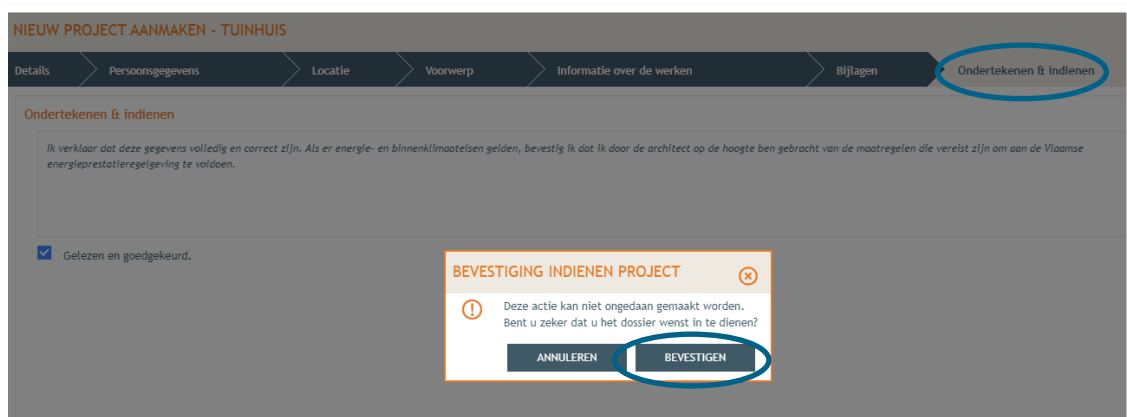 NIEUW PROJECT AANMAKEN - TUINHUIS
Details Persoonsgegevens Locatie Voorwerp Informatie over de werken Bijlagen Ondertekenen & indienen
Ondertekenen & indienen
Ik verklaar dat deze gegevens volledig en correct zijn. Als er energie- en binnenklimaateisen gelden, bevestig ik dat ik door de architect op de hoogte ben gebracht van de maatregelen die vereist zijn om aan de Vlaamse
energieprestatieregelgeving te voldoen.
Gelezen en goedgekeurd.
BEVESTIGING INDIENEN PROJECT
Deze actie kan niet ongedaan gemaakt worden.
Bent u zeker dat u het dossier wenst in te dienen?
ANNULEREN BEVESTIGEN